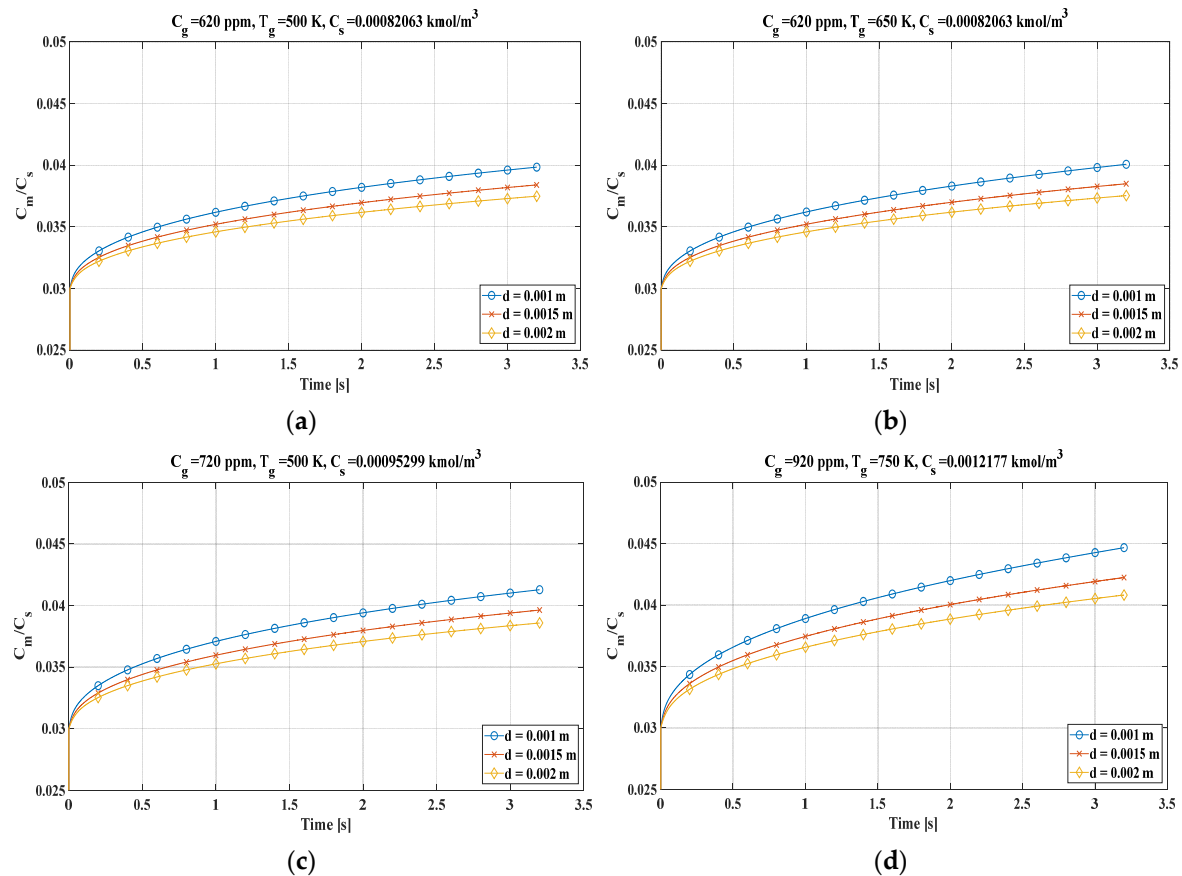 C_g =620 ppm, T_g =500 K, C_s =0.00082063 kmol/m^3
0.05
0.045
0.04
0.035
0.03
0.025
C_m/C_s
d = 0.001 m
d = 0.0015 m
d = 0.002 m
0 0.5 1 1.5 2 2.5 3 3.5
Time [s]
(a)
C_g =620 ppm, T_g =650 K, C_s =0.00082063 kmol/m^3
0.05
0.045
0.04
0.035
0.03
0.025
C_m/C_s
d = 0.001 m
d = 0.0015 m
d = 0.002 m
0 0.5 1 1.5 2 2.5 3 3.5
Time [s]
(b)
C_g =720 ppm, T_g =500 K, C_s =0.00095299 kmol/m^3
0.05
0.045
0.04
0.035
0.03
0.025
C_m/C_s
d = 0.001 m
d = 0.0015 m
d = 0.002 m
0 0.5 1 1.5 2 2.5 3 3.5
Time [s]
(c)
C_g =920 ppm, T_g =750 K, C_s =0.0012177 kmol/m^3
0.05
0.045
0.04
0.035
0.03
0.025
C_m/C_s
d = 0.001 m
d = 0.0015 m
d = 0.002 m
0 0.5 1 1.5 2 2.5 3 3.5
Time [s]
(d)